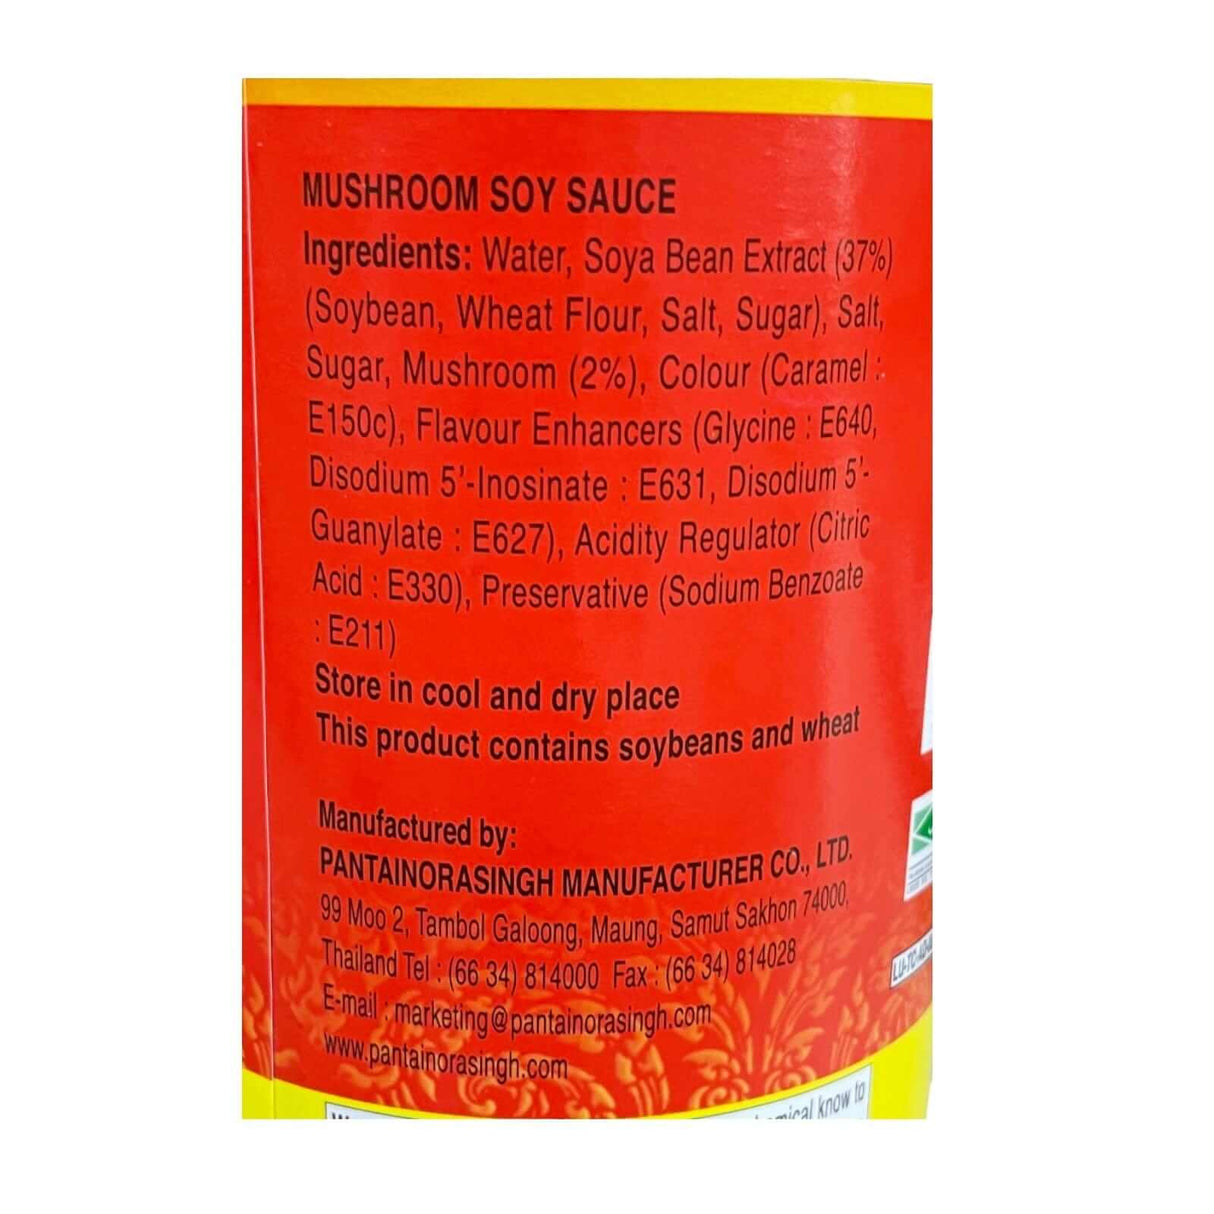 MUSHROOM SOY SAUCE
Ingredients: Water, Soya Bean Extract (37%)
(Soybean, Wheat Flour, Salt, Sugar), Salt,
Sugar, Mushroom (2%), Colour (Caramel :
E150c), Flavour Enhancers (Glycine : E640,
Disodium 5'-Inosinate : E631, Disodium 5'-
Guanylate : E627), Acidity Regulator (Citric
Acid : E330), Preservative (Sodium Benzoate
: E211)
Store in cool and dry place
This product contains soybeans and wheat
Manufactured by:
PANTAINORASINGH MANUFACTURER CO., LTD.
99 Moo 2, Tambol Galoong, Maung, Samut Sakhon 74000,
Thailand Tel : (66 34) 814000 Fax : (66 34) 814028
E-mail : marketing@pantainorasingh.com
www.pantainorasingh.com
know to